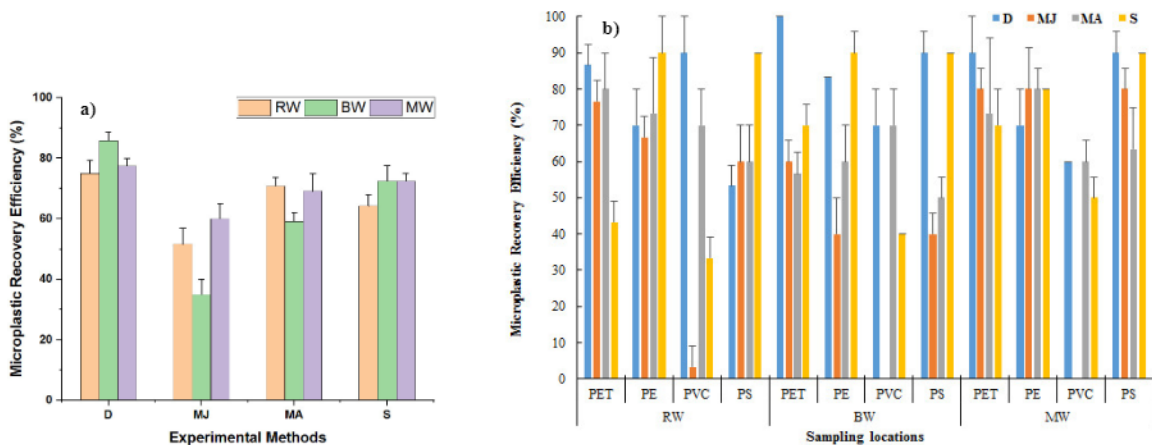 a)
RW BW MW
Microplastic Recovery Efficiency (%)
100
80
60
40
20
0
D MJ MA S
Experimental Methods
b)
D MJ MA S
Microplastic Recovery Efficiency (%)
100
90
80
70
60
50
40
30
20
10
0
PET PE PVC PS PET PE PVC PS PET PE PVC PS
RW BW MW
Sampling locations